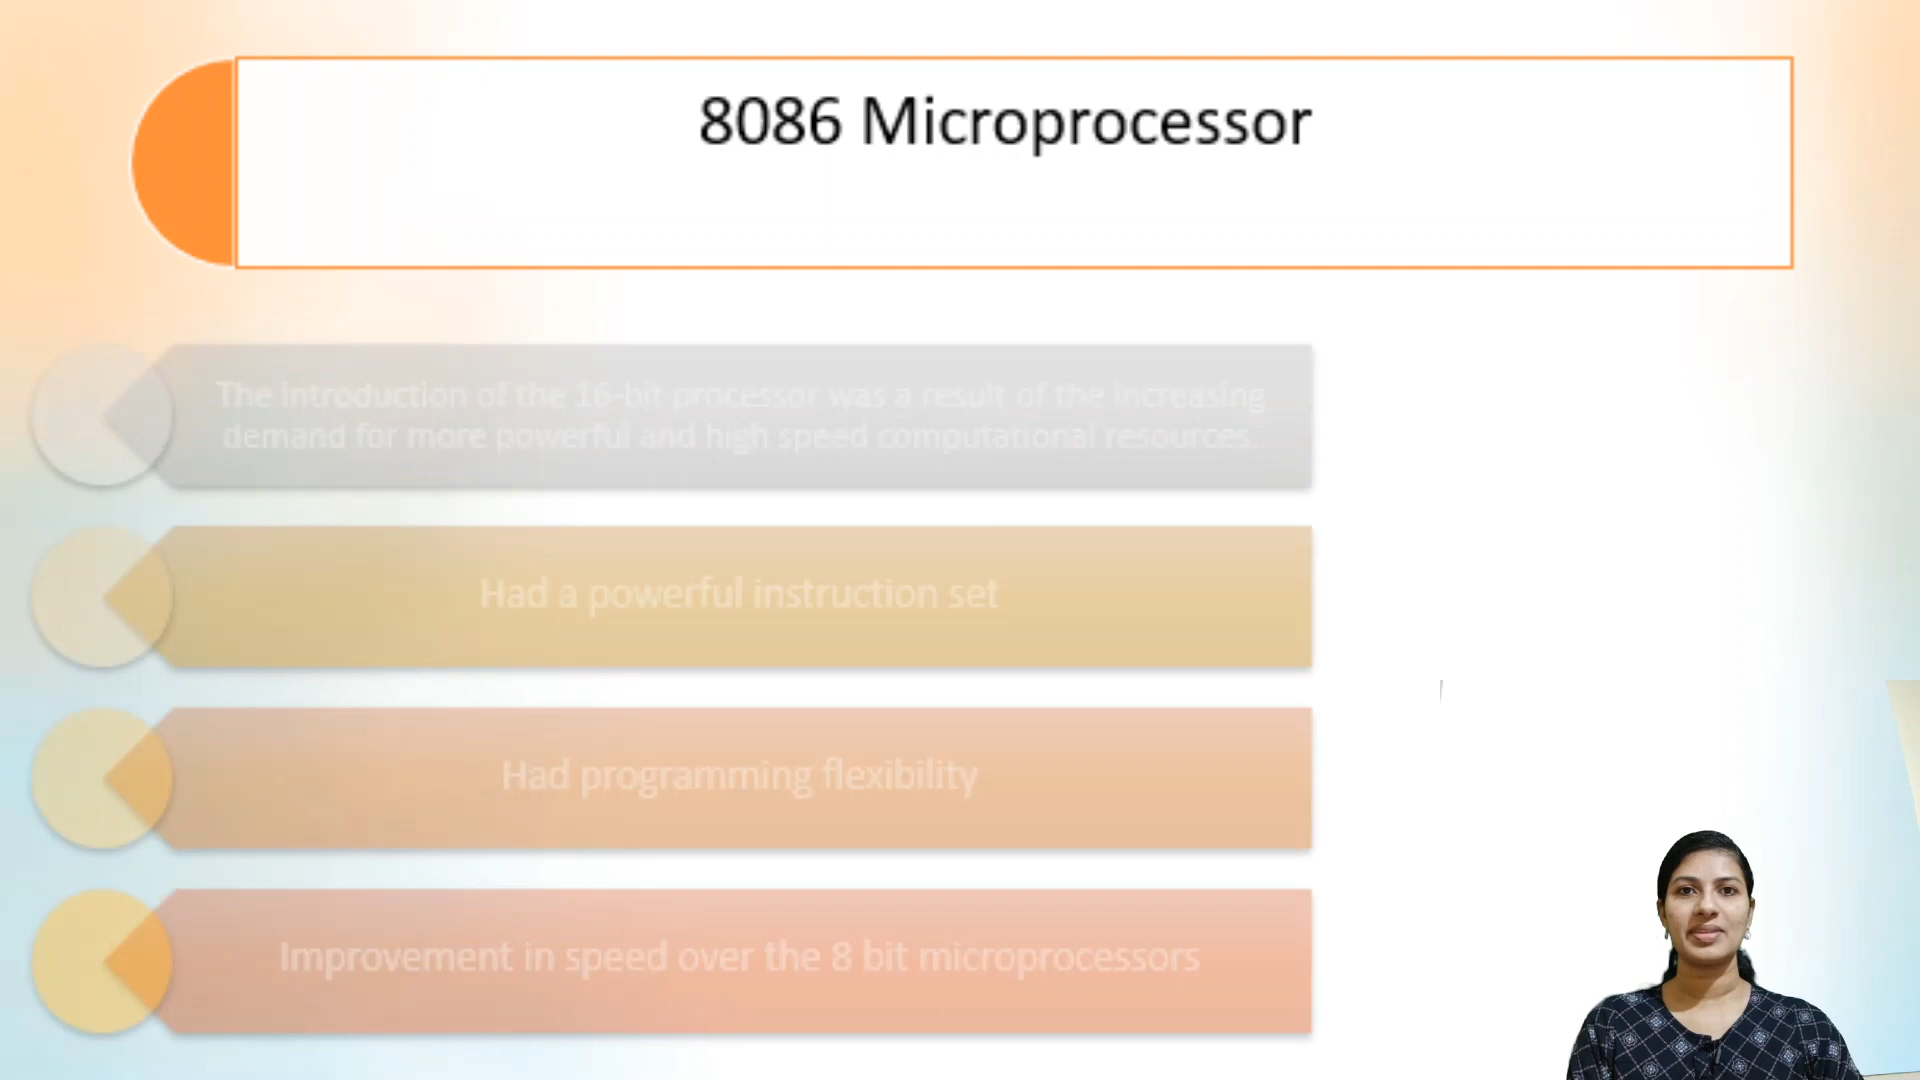 8086 Microprocessor
The introduction of the 16-bit processor was a result of the increasing
demand for more powerful and high speed computational resources.
Had a powerful instruction set
Had programming flexibility
Improvement in speed over the 8 bit microprocessors